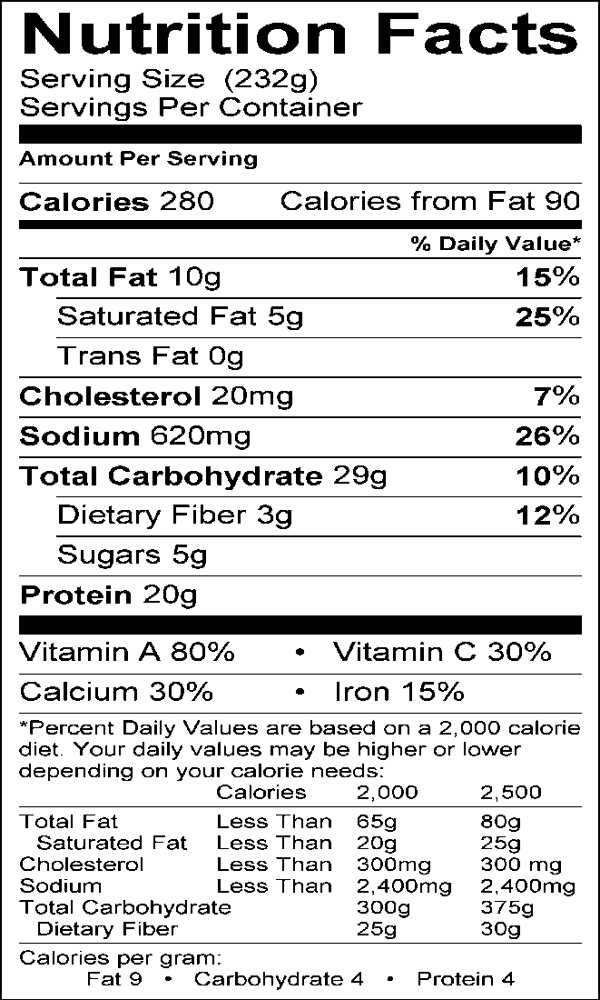 Nutrition Facts
Serving Size (232g)
Servings Per Container
Amount Per Serving
Calories 280 Calories from Fat 90
% Daily Value*
Total Fat 10g 15%
Saturated Fat 5g 25%
Trans Fat 0g
Cholesterol 20mg 7%
Sodium 620mg 26%
Total Carbohydrate 29g 10%
Dietary Fiber 3g 12%
Sugars 5g
Protein 20g
Vitamin A 80% • Vitamin C 30%
Calcium 30% • Iron 15%
*Percent Daily Values are based on a 2,000 calorie
diet. Your daily values may be higher or lower
depending on your calorie needs:
Calories 2,000 2,500
Total Fat Less Than 65g 80g
Saturated Fat Less Than 20g 25g
Cholesterol Less Than 300mg 300 mg
Sodium Less Than 2,400mg 2,400mg
Total Carbohydrate 300g 375g
Dietary Fiber 25g 30g
Calories per gram:
Fat 9 • Carbohydrate 4 • Protein 4